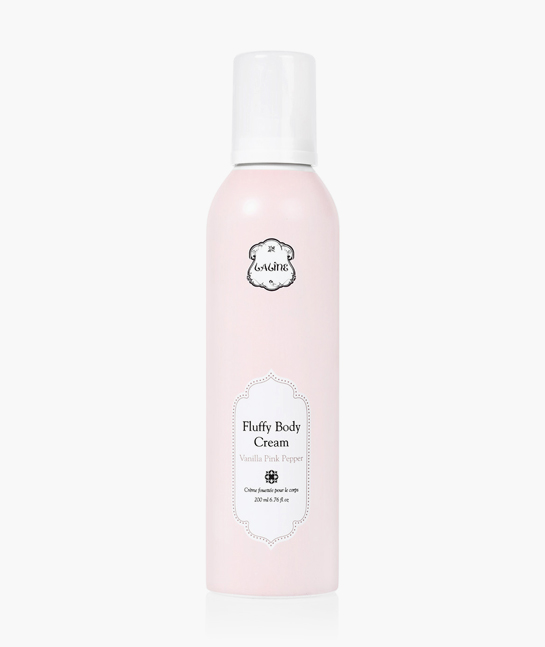 LALINE
Fluffy Body
Cream
Vanilla Pink Pepper
Crème fouettée pour le corps
200 ml 6.76 fl.oz